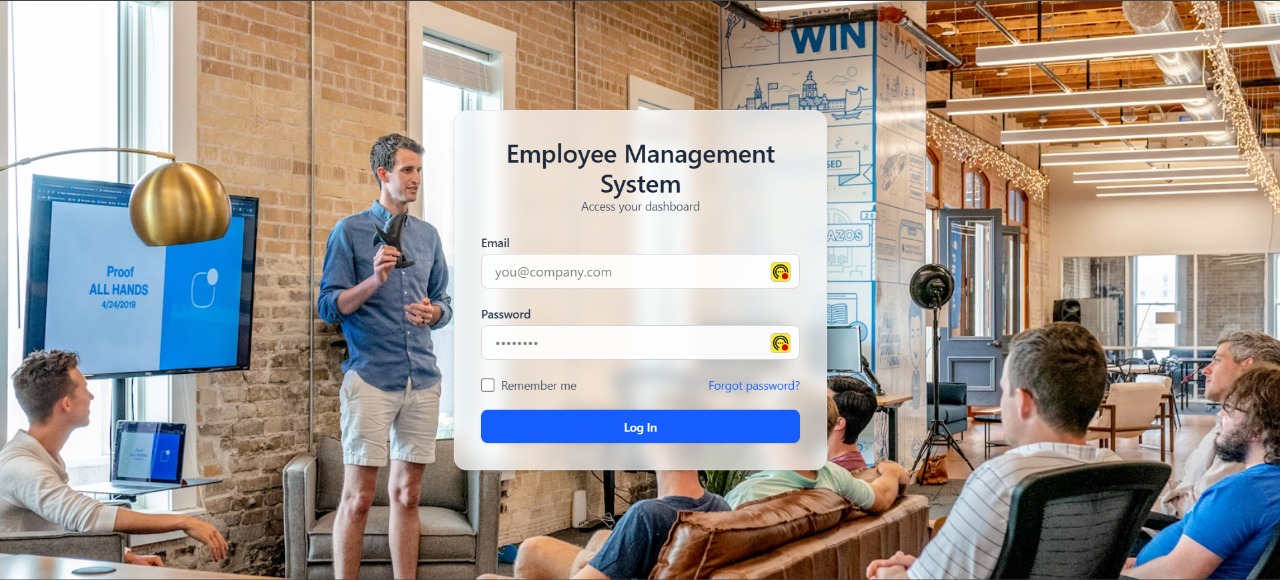 WIN
Proof
ALL HANDS
4/24/2019
Employee Management
System
Access your dashboard
Email
you@company.com
Password
••••••••
Remember me
Forgot password?
Log In